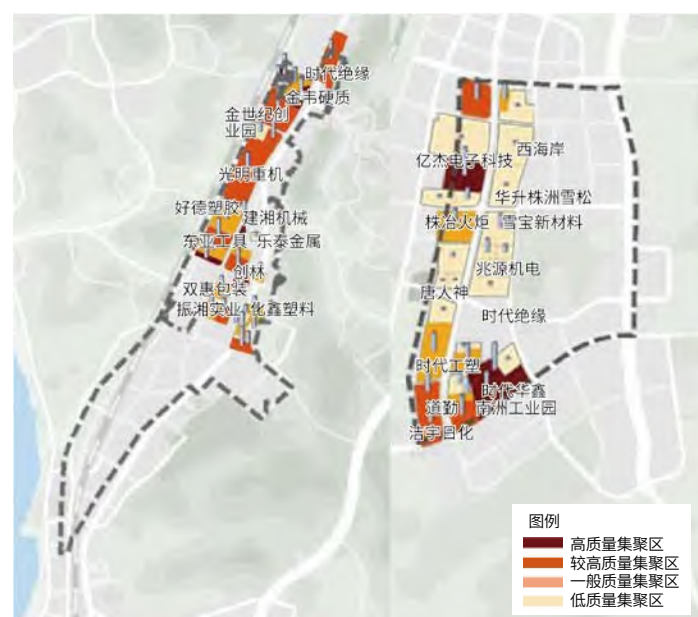 时代绝缘
金韦硬质
金世纪创
业园
光明重机
好德塑胶
建湘机械
东亚工具
乐泰金属
创林
双惠包装
振湘实业
化鑫塑料
西海岸
亿杰电子科技
华升株洲雪松
株冶火炬
雪宝新材料
兆源机电
唐人神
时代绝缘
时代工塑
时代华鑫
道勤
南洲工业园
洁宇日化
图例
高质量集聚区
较高质量集聚区
一般质量集聚区
低质量集聚区